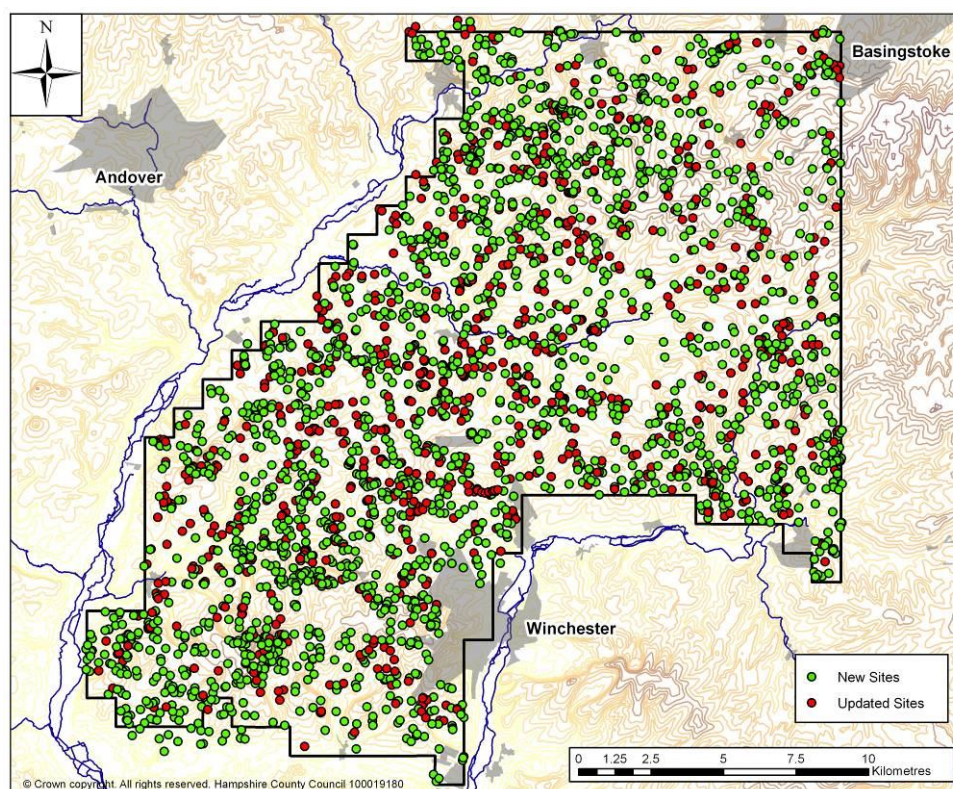 N
Basingstoke
Andover
Winchester
New Sites
Updated Sites
0 1.25 2.5 5 7.5 10
Kilometres
© Crown copyright. All rights reserved. Hampshire County Council 100019180